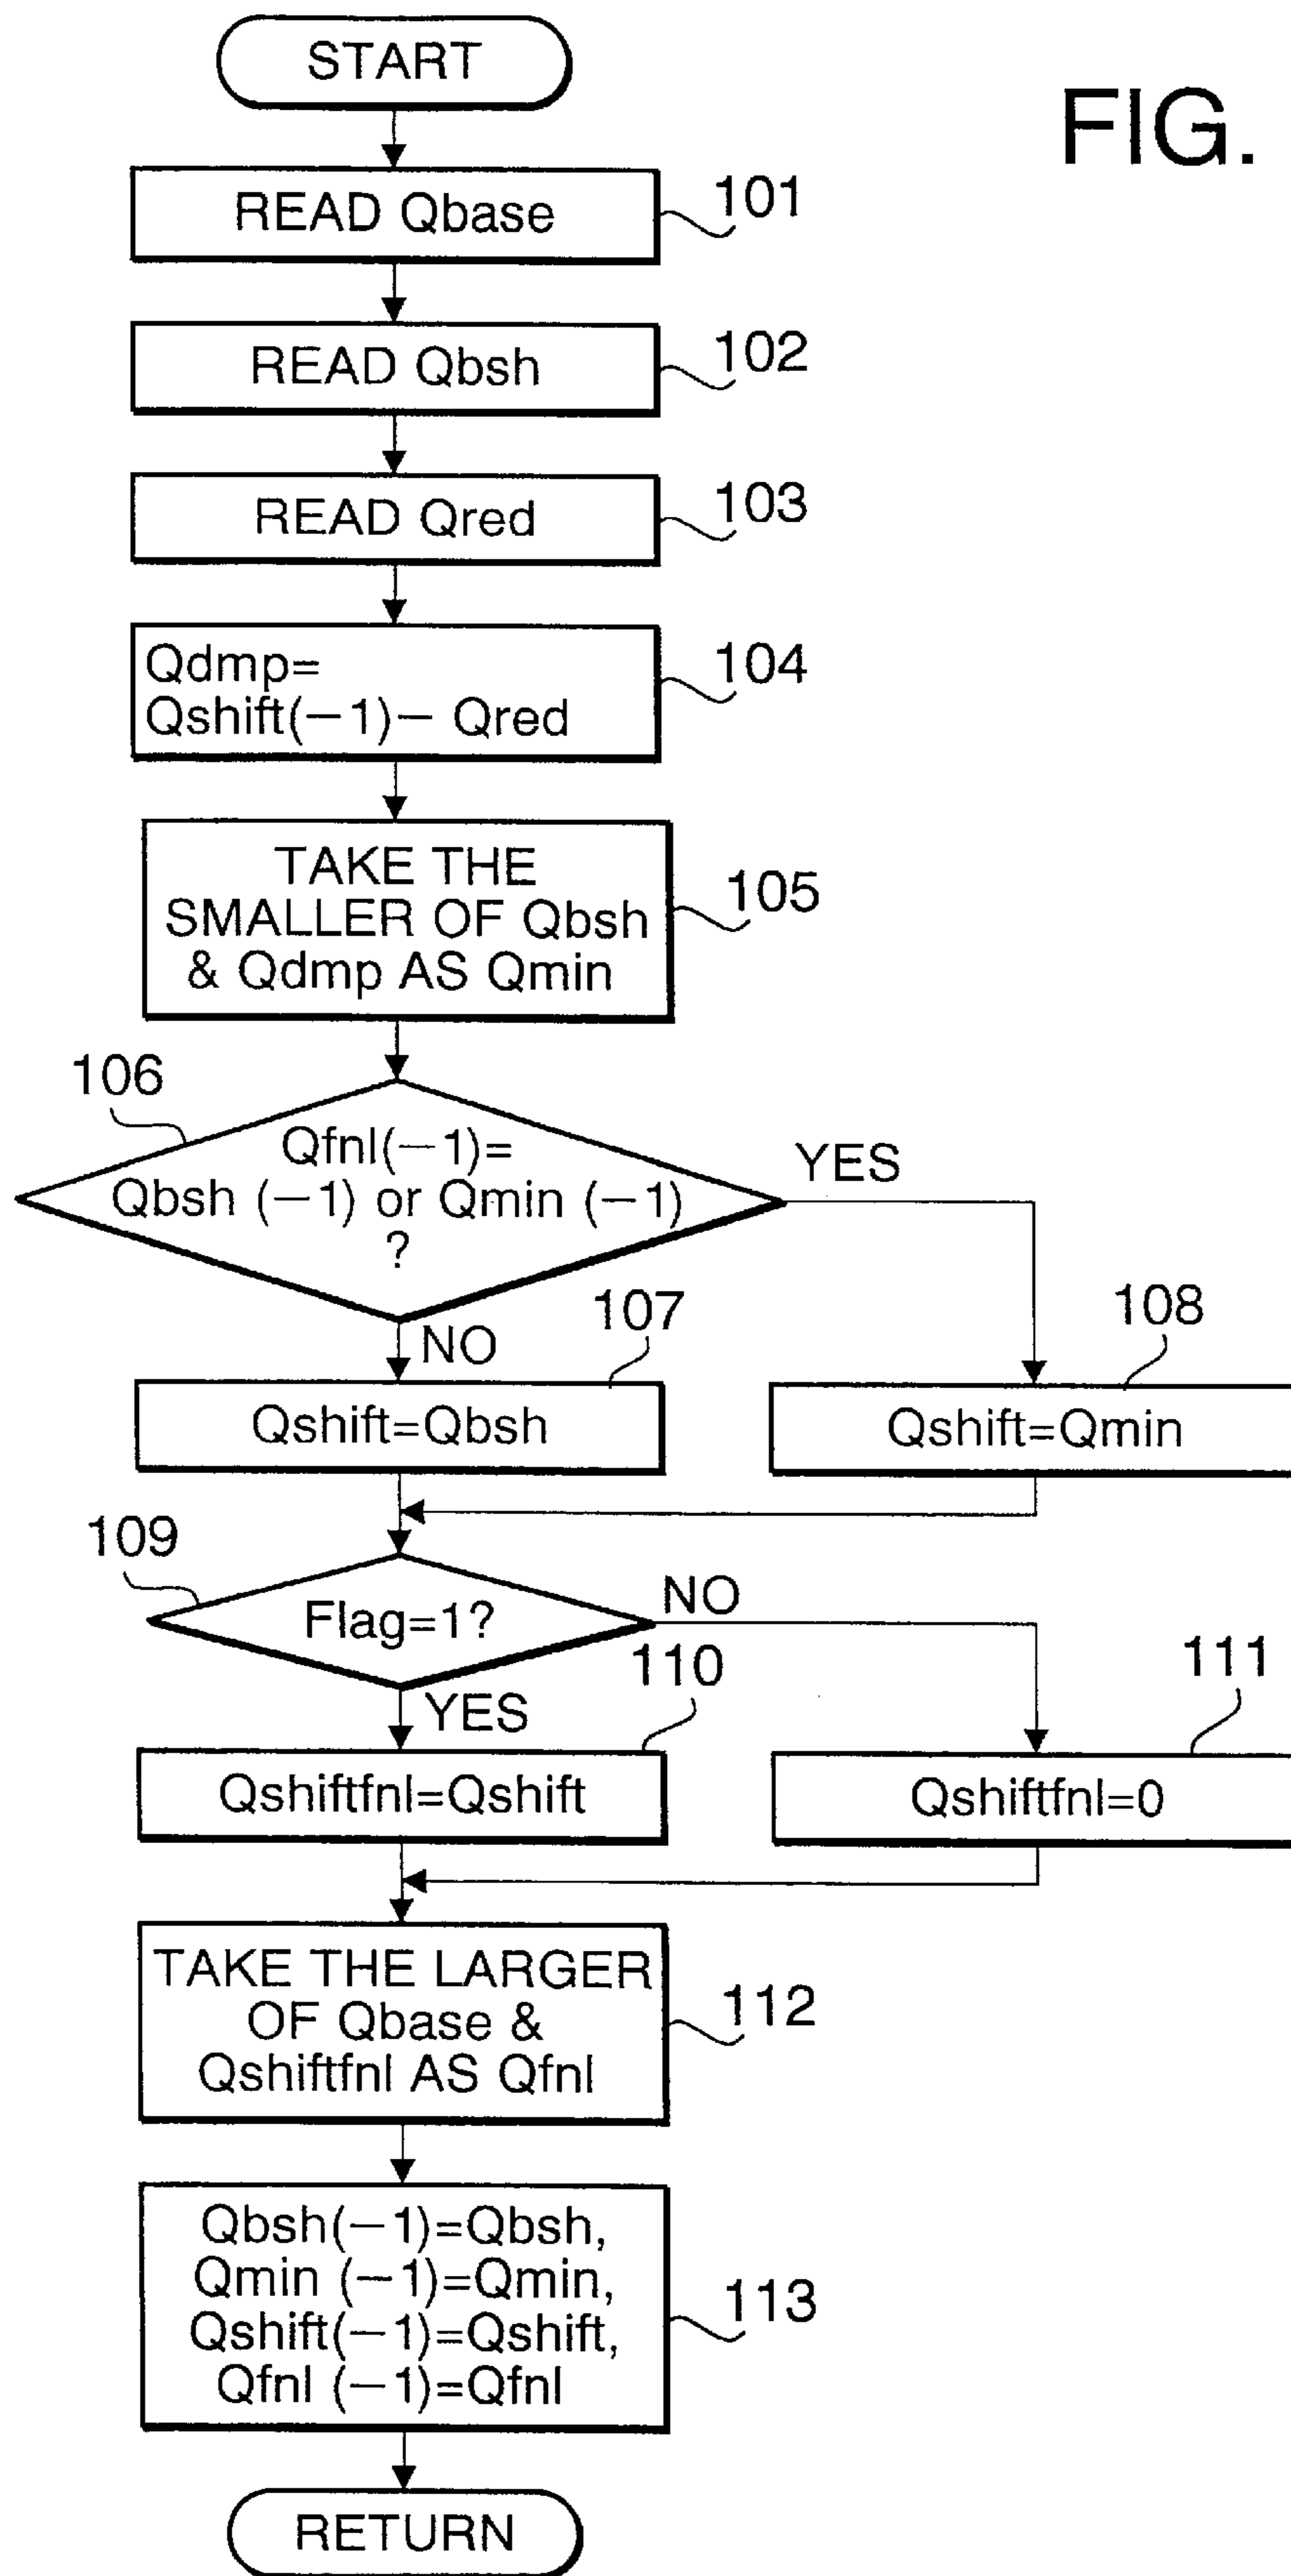 START
FIG.
READ Qbase
101
READ Qbsh
102
READ Qred
103
Qdmp=
Qshift(−1)− Qred
104
TAKE THE
SMALLER OF Qbsh
& Qdmp AS Qmin
105
106
Qfnl(−1)=
Qbsh (−1) or Qmin (−1)
?
YES
NO
107
Qshift=Qbsh
108
Qshift=Qmin
109
Flag=1?
NO
YES
110
Qshiftfnl=Qshift
111
Qshiftfnl=0
TAKE THE LARGER
OF Qbase &
Qshiftfnl AS Qfnl
112
Qbsh(−1)=Qbsh,
Qmin (−1)=Qmin,
Qshift(−1)=Qshift,
Qfnl (−1)=Qfnl
113
RETURN